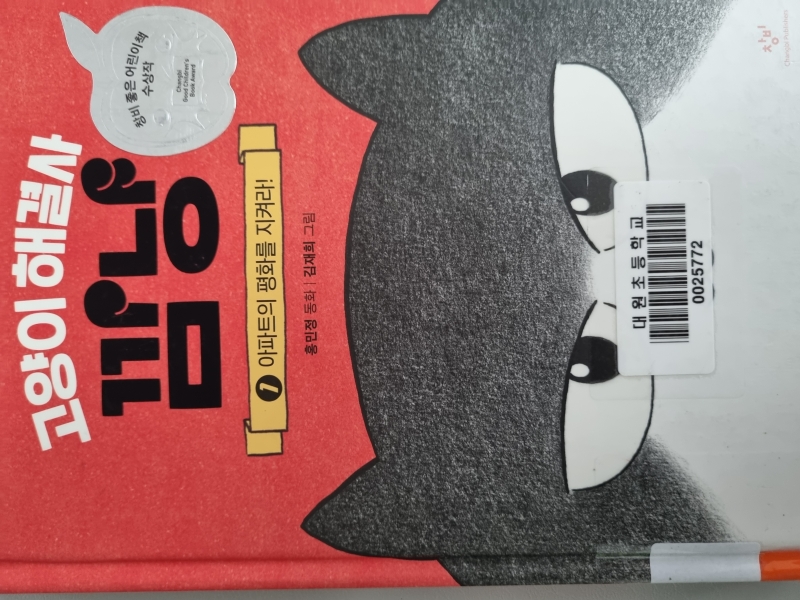 창비 좋은 어린이책
수상작
Changbi
Good Children's
Book Award
고양이 해결사
깜냥
1 아파트의 평화를 지켜라!
홍민정 동화 | 김재희 그림
대원초등학교
0025772
창비
Changbi Publishers